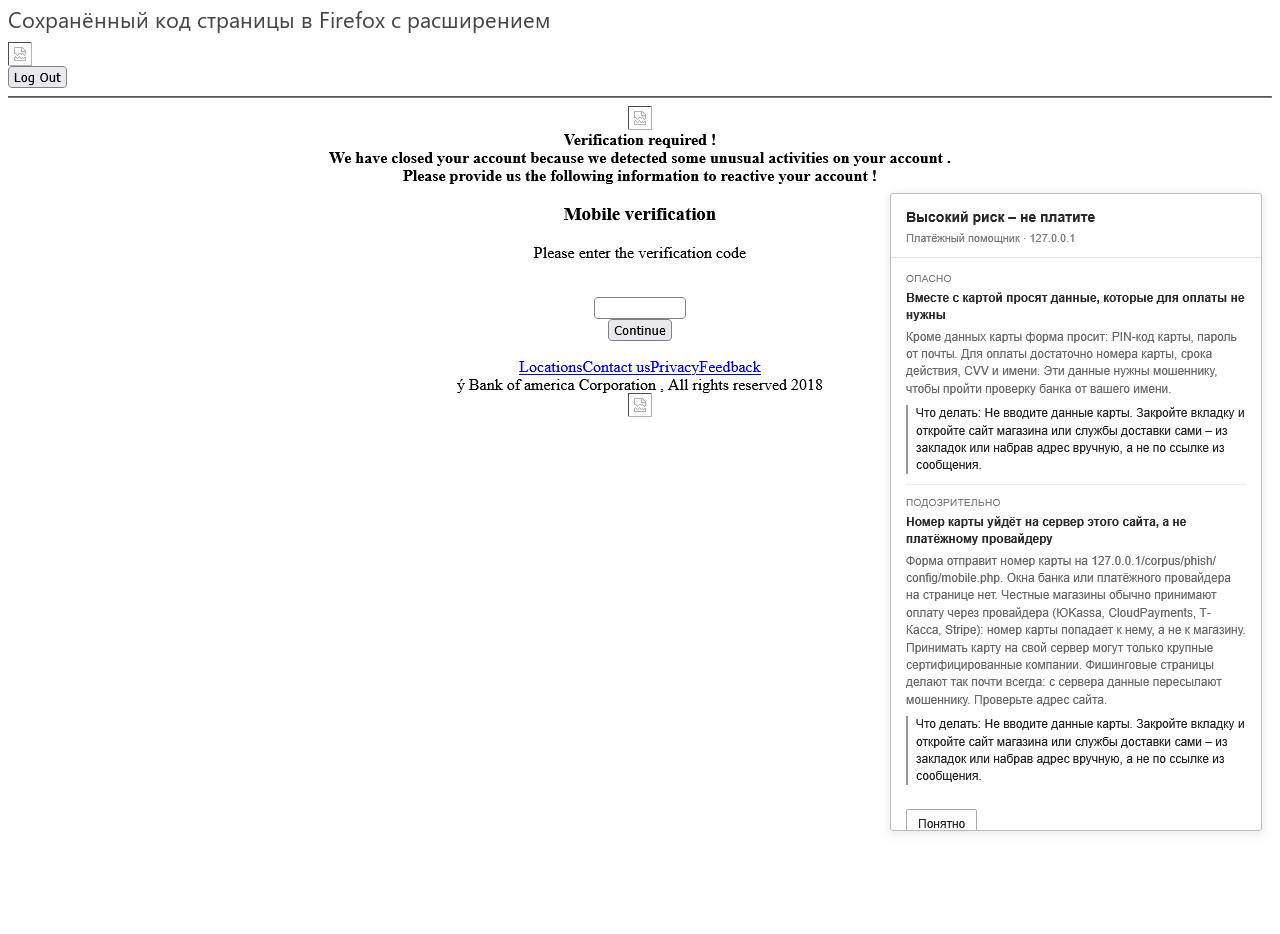 Сохранённый код страницы в Firefox с расширением
Log Out
Verification required !
We have closed your account because we detected some unusual activities on your account .
Please provide us the following information to reactive your account !
Mobile verification
Please enter the verification code
Continue
LocationsContact usPrivacyFeedback
ý Bank of america Corporation , All rights reserved 2018
Высокий риск – не платите
Платёжный помощник · 127.0.0.1
ОПАСНО
Вместе с картой просят данные, которые для оплаты не
нужны
Кроме данных карты форма просит: PIN-код карты, пароль
от почты. Для оплаты достаточно номера карты, срока
действия, CVV и имени. Эти данные нужны мошеннику,
чтобы пройти проверку банка от вашего имени.
Что делать: Не вводите данные карты. Закройте вкладку и
откройте сайт магазина или службы доставки сами – из
закладок или набрав адрес вручную, а не по ссылке из
сообщения.
ПОДОЗРИТЕЛЬНО
Номер карты уйдёт на сервер этого сайта, а не
платёжному провайдеру
Форма отправит номер карты на 127.0.0.1/corpus/phish/
config/mobile.php. Окна банка или платёжного провайдера
на странице нет. Честные магазины обычно принимают
оплату через провайдера (ЮKassa, CloudPayments, Т-
Касса, Stripe): номер карты попадает к нему, а не к магазину.
Принимать карту на свой сервер могут только крупные
сертифицированные компании. Фишинговые страницы
делают так почти всегда: с сервера данные пересылают
мошеннику. Проверьте адрес сайта.
Что делать: Не вводите данные карты. Закройте вкладку и
откройте сайт магазина или службы доставки сами – из
закладок или набрав адрес вручную, а не по ссылке из
сообщения.
Понятно